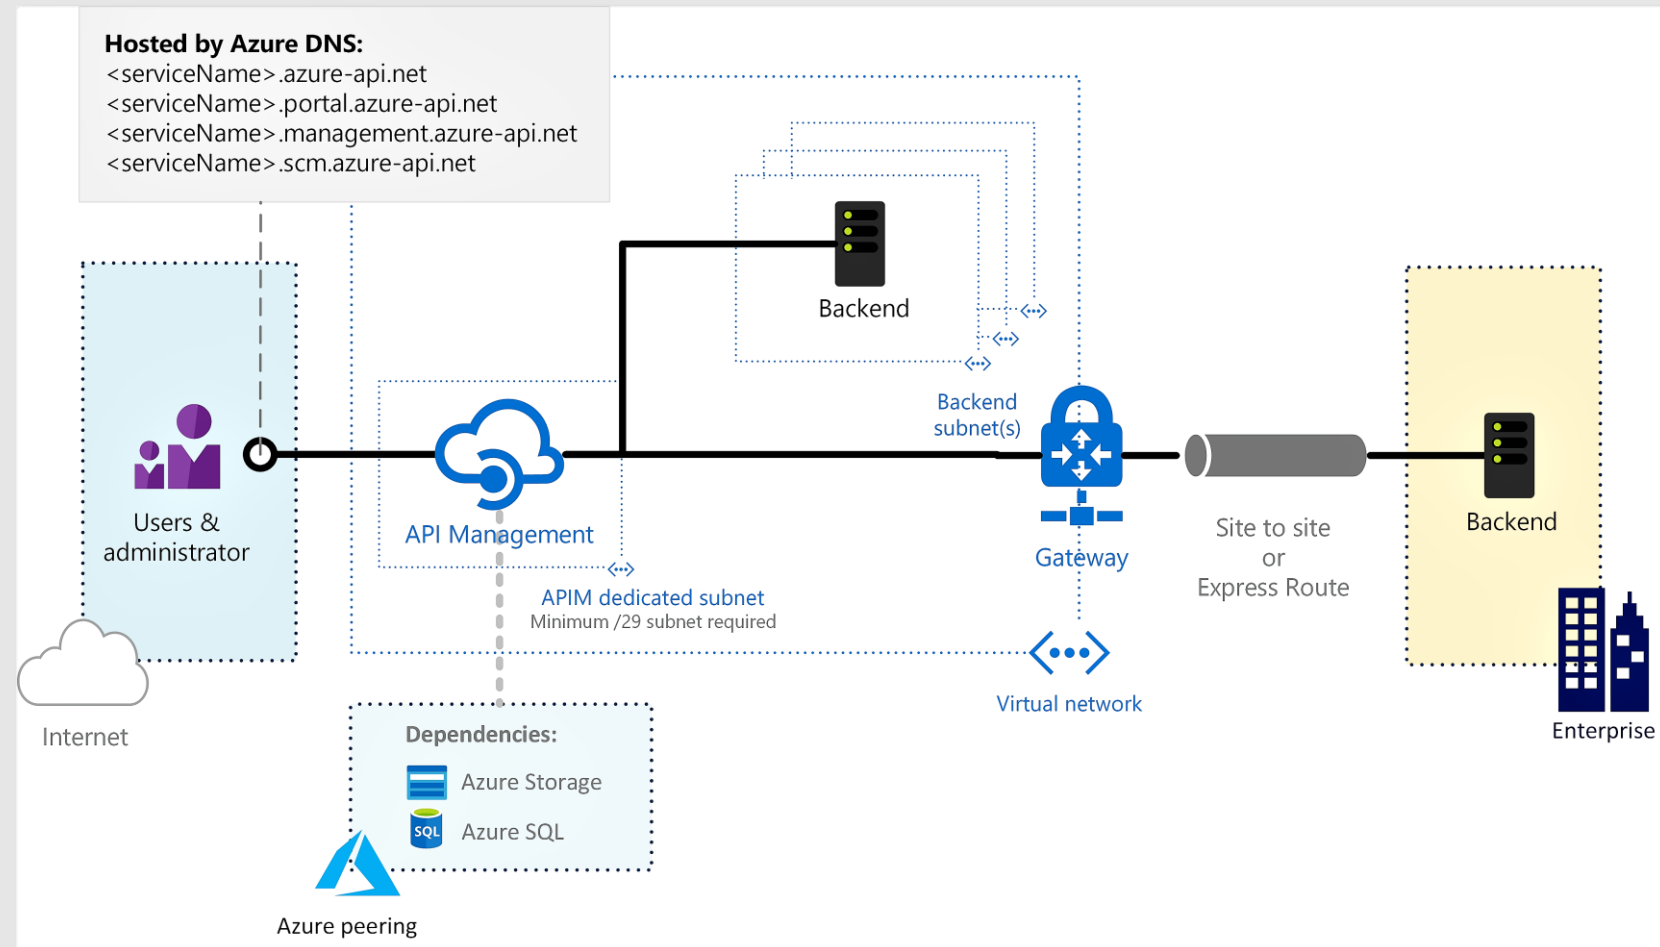 Hosted by Azure DNS:
<serviceName>.azure-api.net
<serviceName>.portal.azure-api.net
<serviceName>.management.azure-api.net
<serviceName>.scm.azure-api.net
Backend
Backend
subnet(s)
Users &
administrator
API Management
APIM dedicated subnet
Minimum /29 subnet required
Gateway
Site to site
or
Express Route
Backend
Virtual network
Internet
Enterprise
Dependencies:
Azure Storage
SQL
Azure SQL
Azure peering